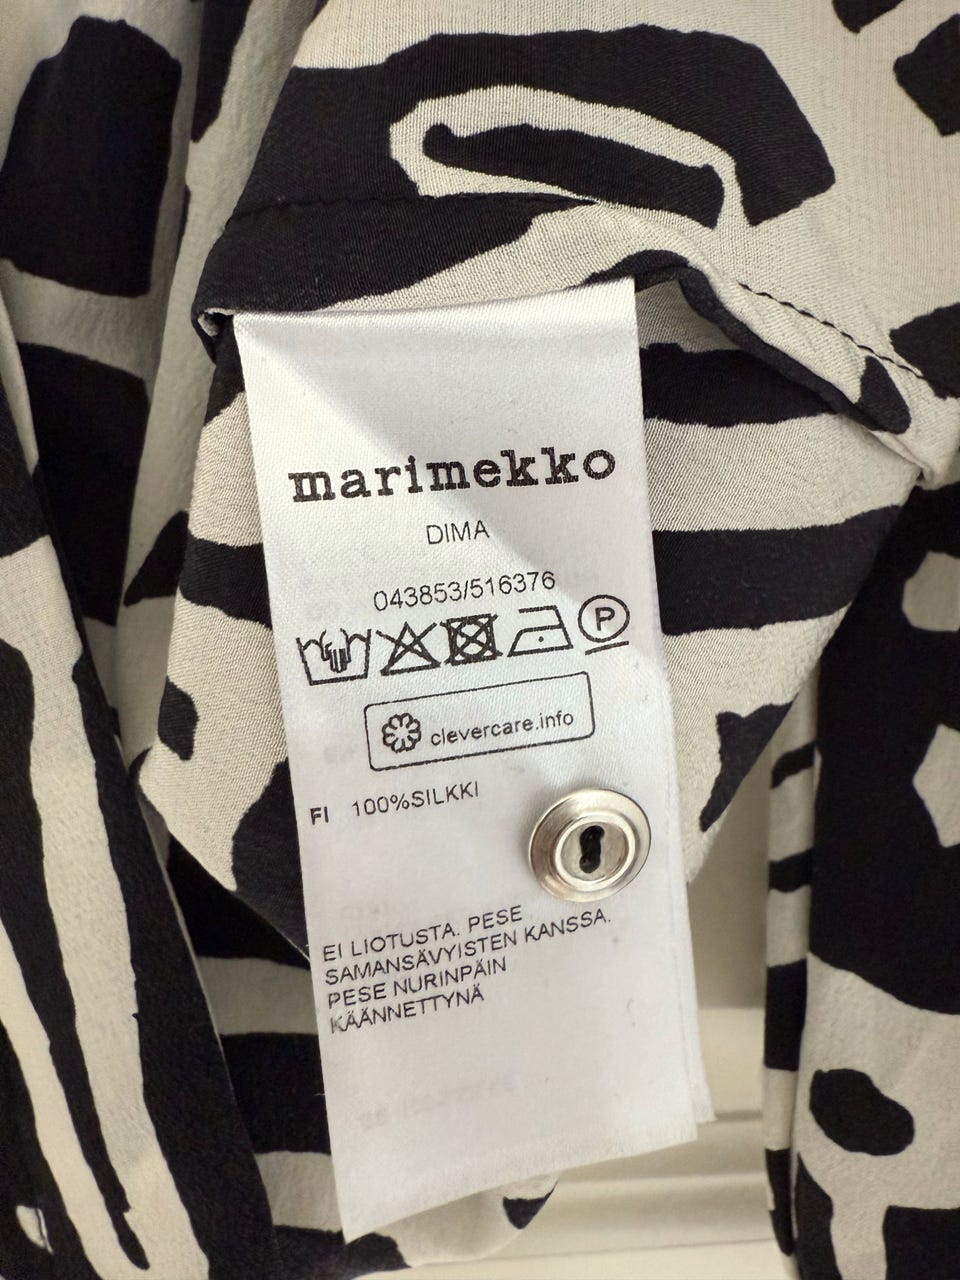 marimekko
DIMA
043853/516376
P
clevercare.info
FI 100%SILKKI
EI LIOTUSTA. PESE
SAMANSÄVYISTEN KANSSA.
PESE NURINPÄIN
KÄÄNNETTYNÄ